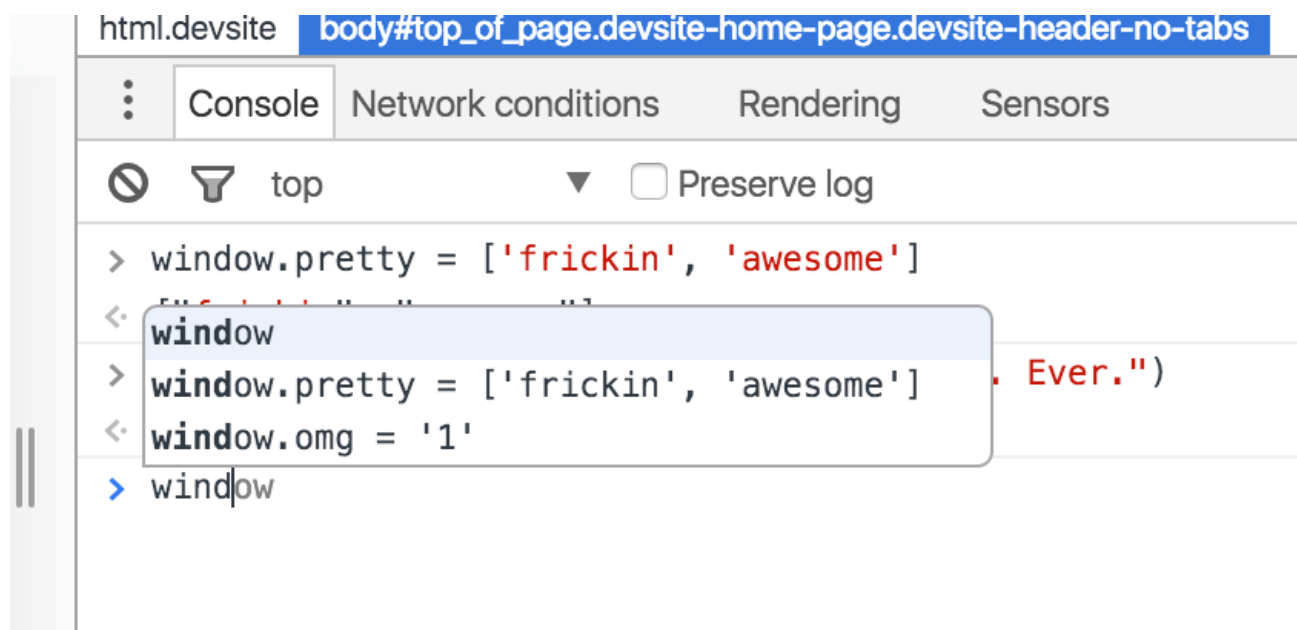 html.devsite body#top_of_page.devsite-home-page.devsite-header-no-tabs
Console Network conditions Rendering Sensors
top ▼ Preserve log
> window.pretty = ['frickin', 'awesome']
window
window.pretty = ['frickin', 'awesome']
. Ever.")
window.omg = '1'
> window